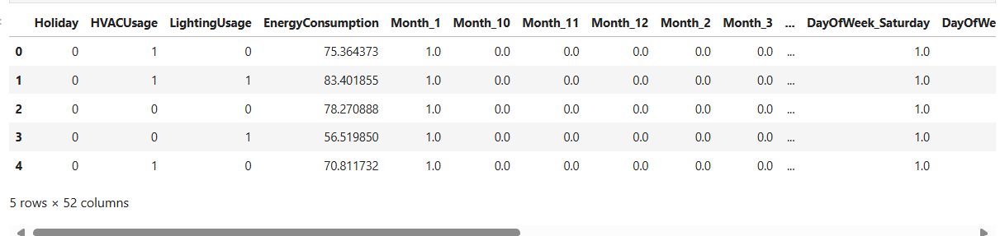 Holiday HVACUsage LightingUsage EnergyConsumption Month_1 Month_10 Month_11 Month_12 Month_2 Month_3 ... DayOfWeek_Saturday DayOfWe
0 0 1 0 75.364373 1.0 0.0 0.0 0.0 0.0 0.0 ... 1.0
1 0 1 1 83.401855 1.0 0.0 0.0 0.0 0.0 0.0 ... 1.0
2 0 0 0 78.270888 1.0 0.0 0.0 0.0 0.0 0.0 ... 1.0
3 0 0 1 56.519850 1.0 0.0 0.0 0.0 0.0 0.0 ... 1.0
4 0 1 0 70.811732 1.0 0.0 0.0 0.0 0.0 0.0 ... 1.0
5 rows × 52 columns